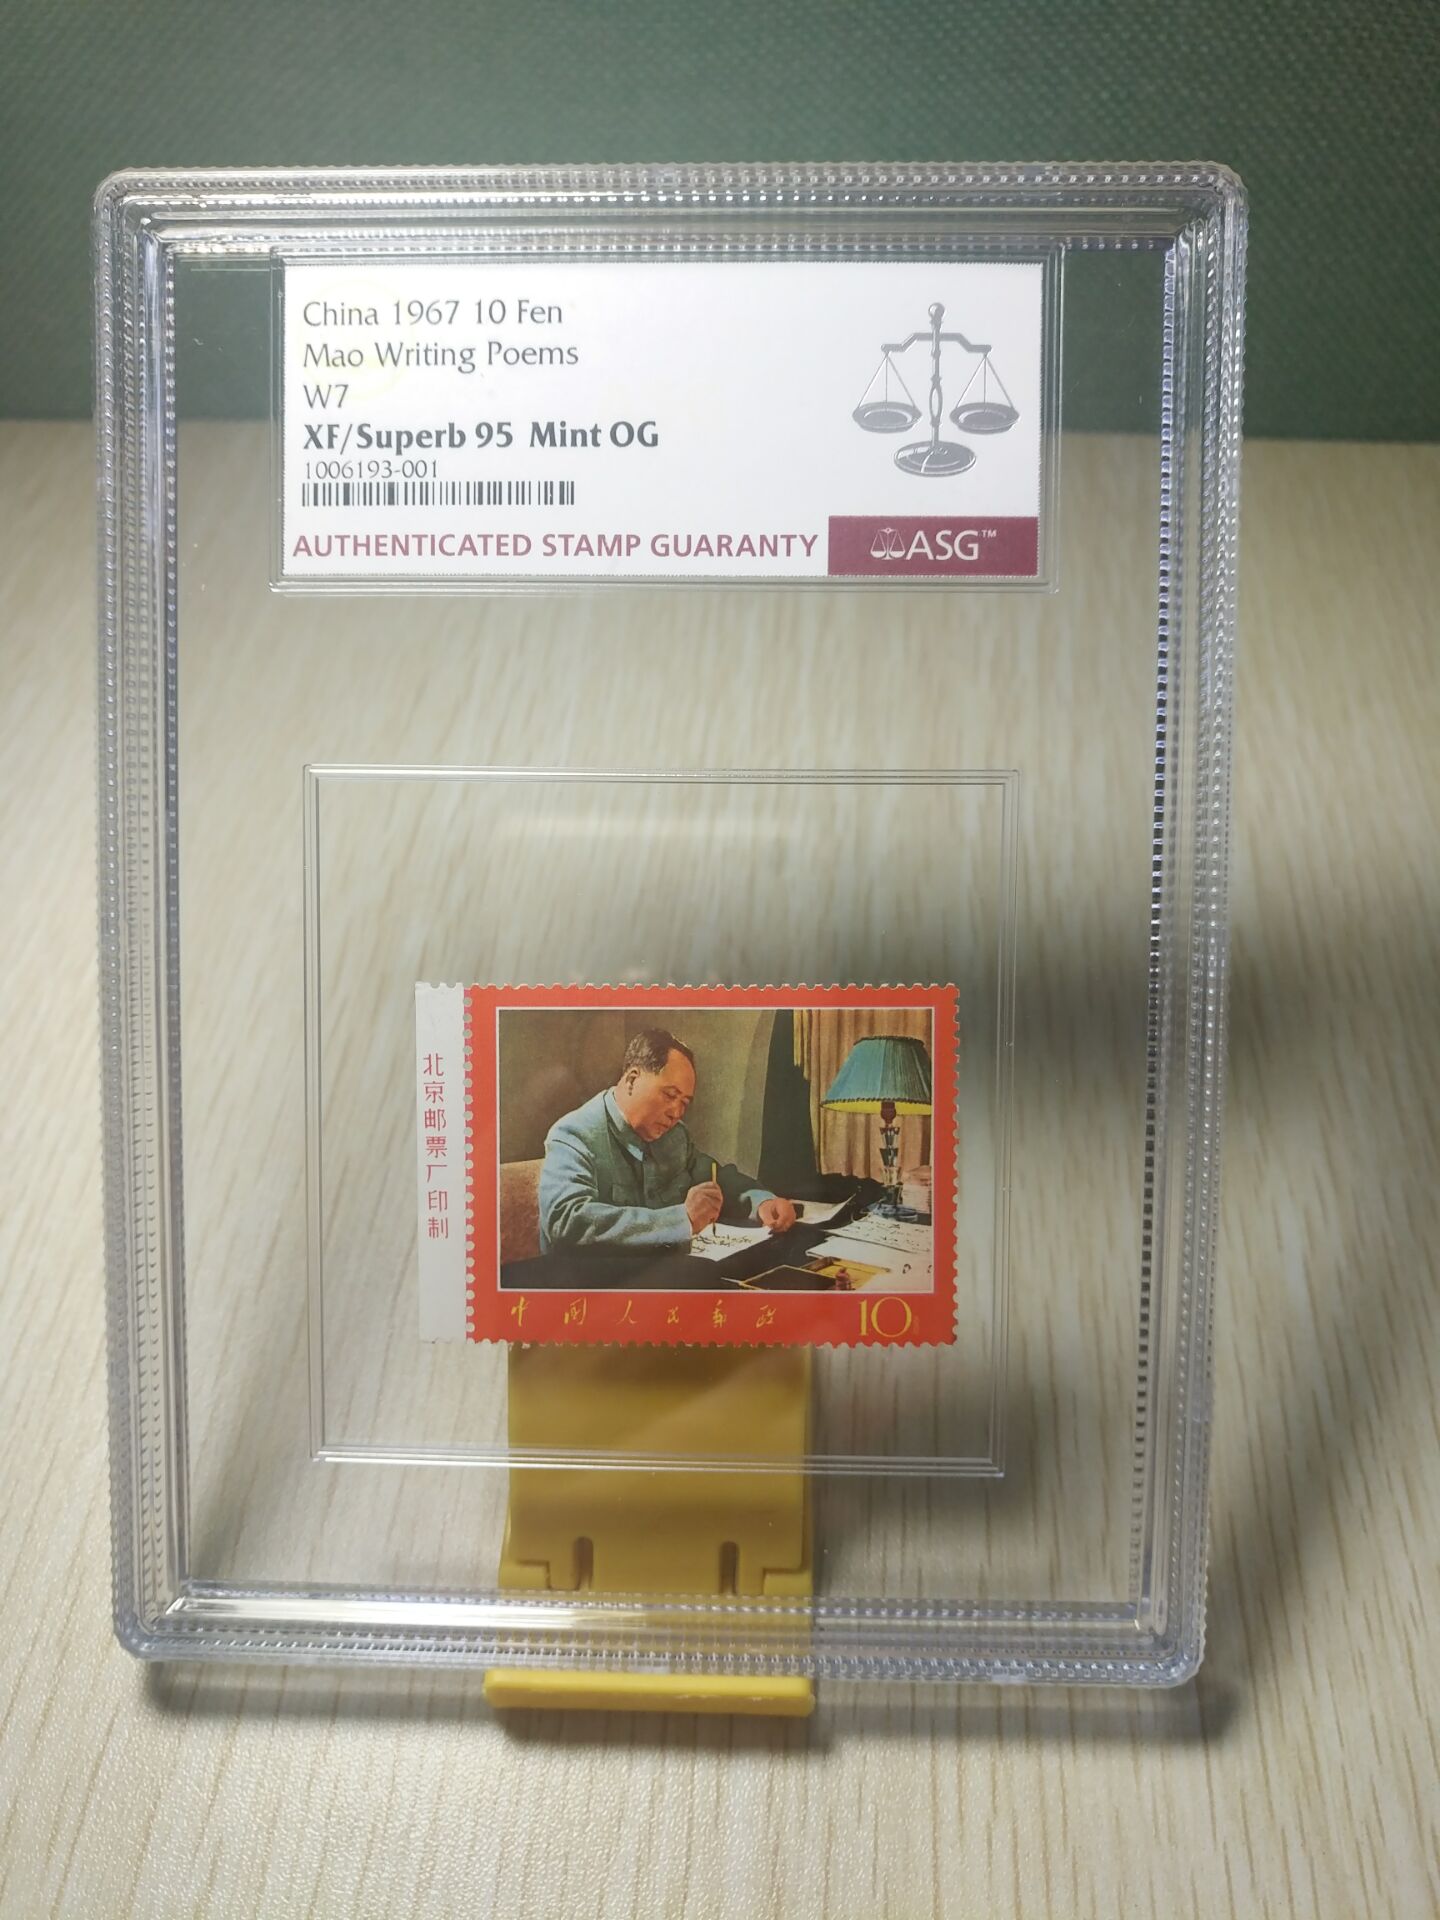 China 1967 10 Fen
Mao Writing Poems
W7
XF/Superb 95 Mint OG
1006193-001
AUTHENTICATED STAMP GUARANTY
ASG™
北京邮票厂印制
中国人民邮政 10